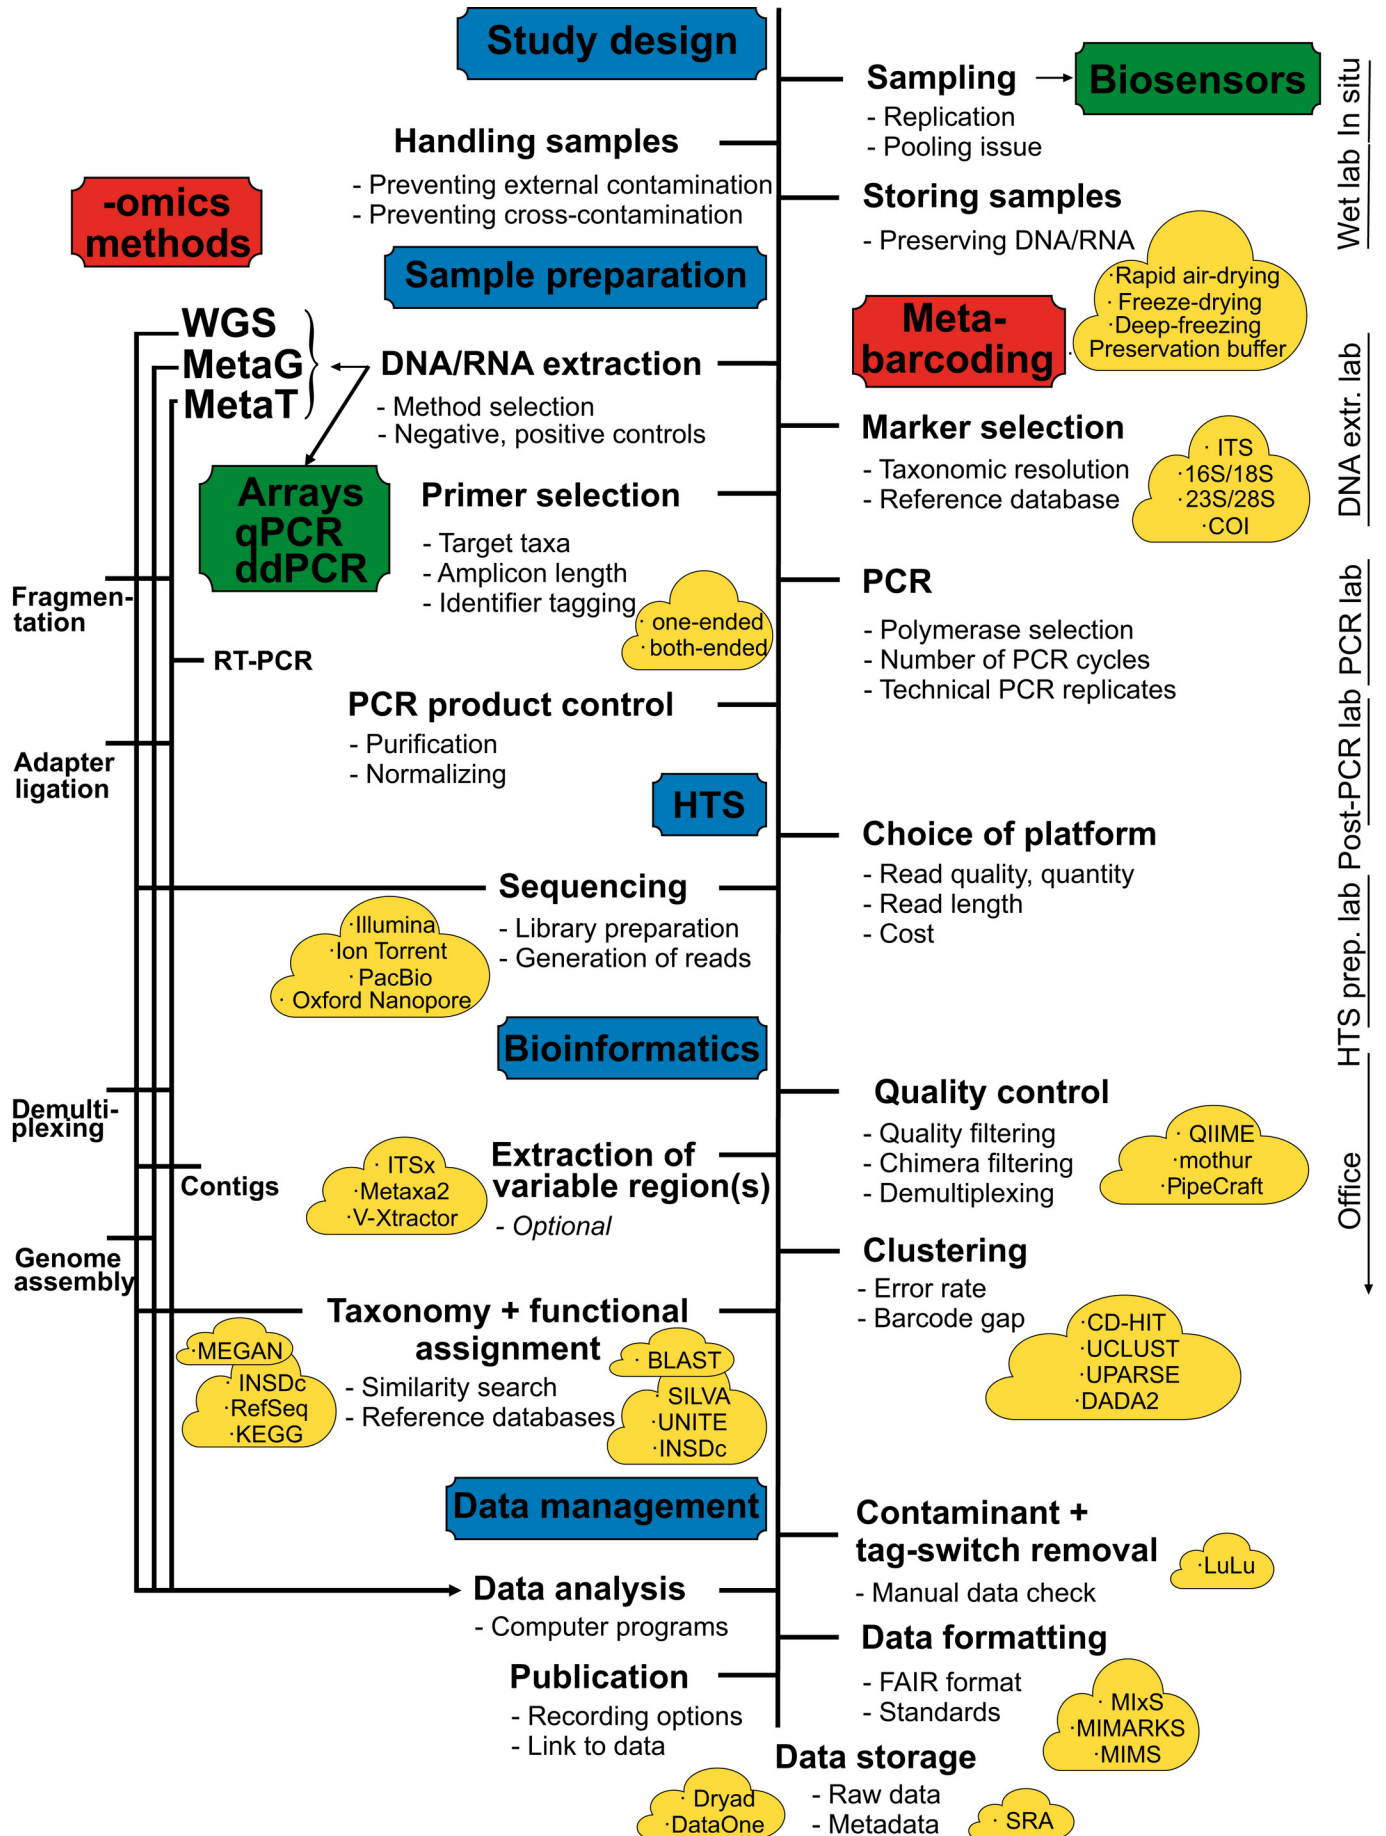 Study design
Sampling
Biosensors
- Replication
- Pooling issue
Handling samples
- Preventing external contamination
- Preventing cross-contamination
Storing samples
- Preserving DNA/RNA
·Rapid air-drying
· Freeze-drying
·Deep-freezing
· Preservation buffer
-omics
methods
Sample preparation
Meta-
barcoding
WGS
MetaG
MetaT
DNA/RNA extraction
- Method selection
- Negative, positive controls
Marker selection
- Taxonomic resolution
- Reference database
· ITS
·16S/18S
·23S/28S
·COI
Arrays
qPCR
ddPCR
Primer selection
- Target taxa
- Amplicon length
- Identifier tagging
· one-ended
· both-ended
PCR
- Polymerase selection
- Number of PCR cycles
- Technical PCR replicates
Fragmen-
tation
RT-PCR
PCR product control
- Purification
- Normalizing
Adapter
ligation
HTS
Choice of platform
- Read quality, quantity
- Read length
- Cost
Sequencing
- Library preparation
- Generation of reads
·Illumina
·Ion Torrent
· PacBio
· Oxford Nanopore
Bioinformatics
Quality control
- Quality filtering
- Chimera filtering
- Demultiplexing
· QIIME
·mothur
·PipeCraft
Demulti-
plexing
Contigs
· ITSx
·Metaxa2
·V-Xtractor
Extraction of
variable region(s)
- Optional
Clustering
- Error rate
- Barcode gap
·CD-HIT
·UCLUST
·UPARSE
·DADA2
Genome
assembly
Taxonomy + functional
assignment
- Similarity search
- Reference databases
·MEGAN
· INSDc
·RefSeq
·KEGG
· BLAST
· SILVA
·UNITE
·INSDc
Data management
Contaminant +
tag-switch removal
- Manual data check
·LuLu
Data analysis
- Computer programs
Data formatting
- FAIR format
- Standards
· MIxS
·MIMARKS
·MIMS
Publication
- Recording options
- Link to data
Data storage
- Raw data
- Metadata
· Dryad
·DataOne
· SRA
In situ
Wet lab
DNA extr. lab
PCR lab
Post-PCR lab
HTS prep. lab
Office